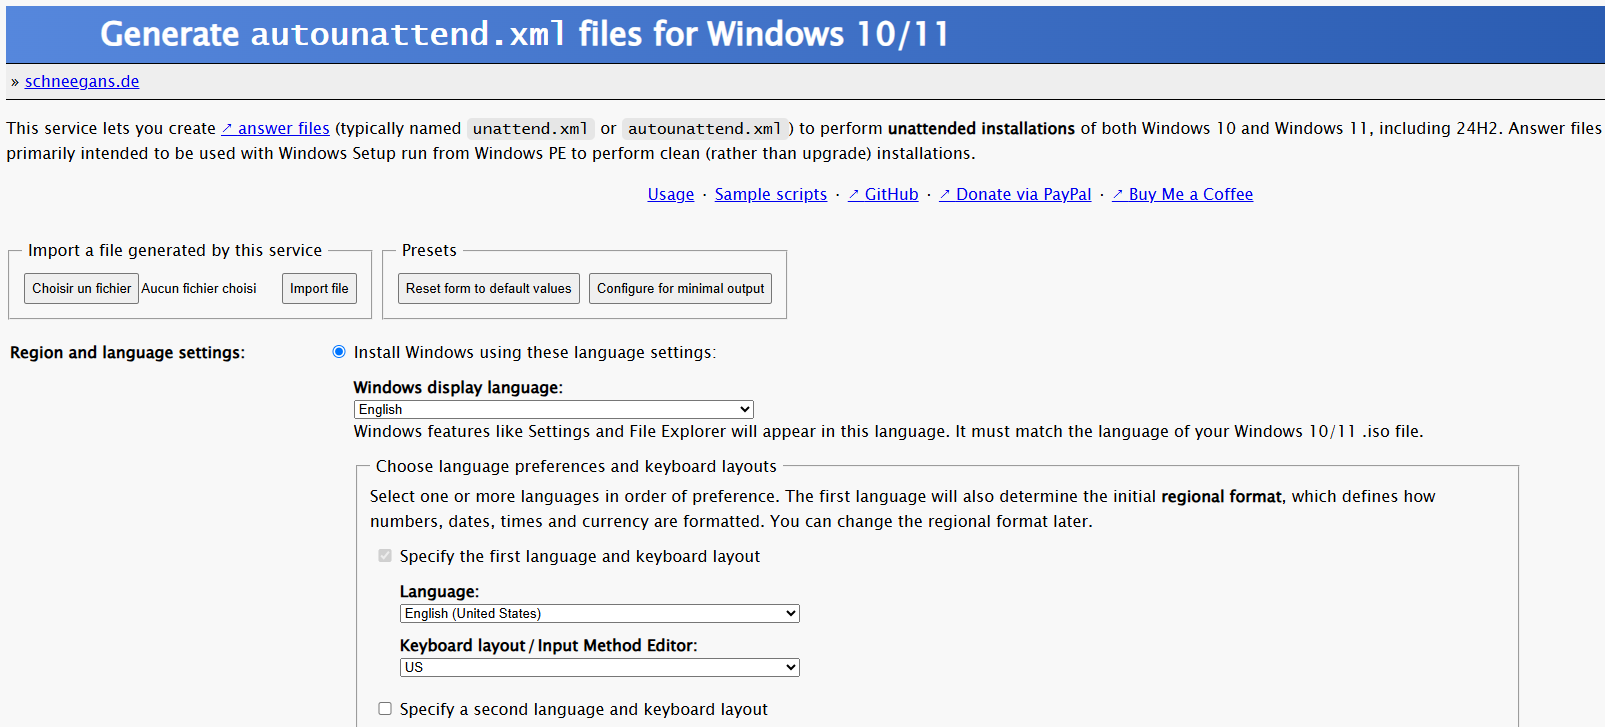 Generate autounattend.xml files for Windows 10/11
» schneegans.de
This service lets you create ↗ answer files (typically named unattend.xml or autounattend.xml) to perform unattended installations of both Windows 10 and Windows 11, including 24H2. Answer files
primarily intended to be used with Windows Setup run from Windows PE to perform clean (rather than upgrade) installations.
Usage · Sample scripts · ↗ GitHub · ↗ Donate via PayPal · ↗ Buy Me a Coffee
Import a file generated by this service
Choisir un fichier Aucun fichier choisi Import file
Presets
Reset form to default values Configure for minimal output
Region and language settings:
Install Windows using these language settings:
Windows display language:
English
Windows features like Settings and File Explorer will appear in this language. It must match the language of your Windows 10/11 .iso file.
Choose language preferences and keyboard layouts
Select one or more languages in order of preference. The first language will also determine the initial regional format, which defines how
numbers, dates, times and currency are formatted. You can change the regional format later.
Specify the first language and keyboard layout
Language:
English (United States)
Keyboard layout / Input Method Editor:
US
Specify a second language and keyboard layout